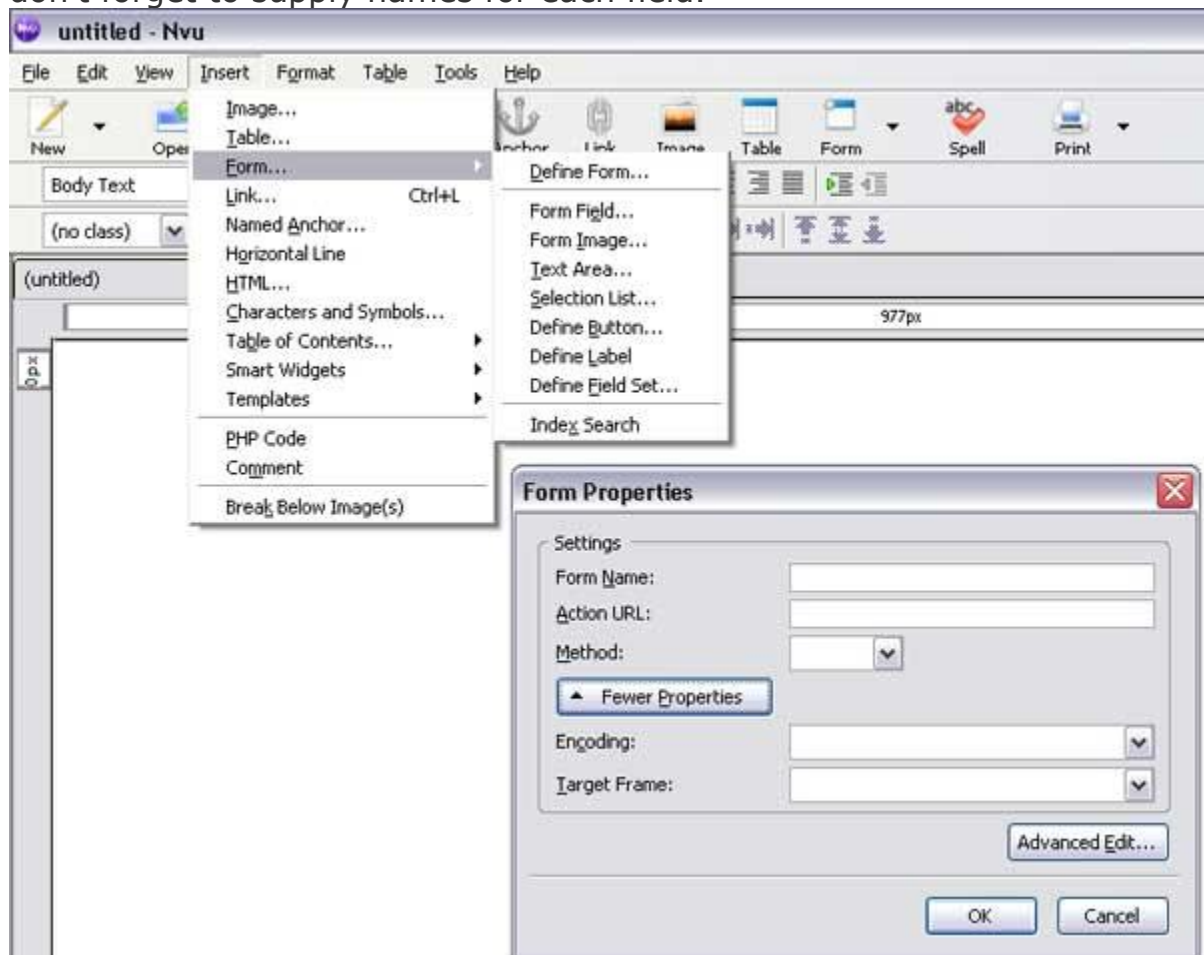 don't forget to supply names for each field.
untitled - Nvu
File Edit View Insert Format Table Tools Help
New Anchor Link Image Table Form Spell Print
Body Text
(no class)
(untitled)
977px
0px
Image...
Table...
Form...
Link... Ctrl+L
Named Anchor...
Horizontal Line
HTML...
Characters and Symbols...
Table of Contents...
Smart Widgets
Templates
PHP Code
Comment
Break Below Image(s)
Define Form...
Form Field...
Form Image...
Text Area...
Selection List...
Define Button...
Define Label
Define Field Set...
Index Search
Form Properties
Settings
Form Name:
Action URL:
Method:
Fewer Properties
Encoding:
Target Frame:
Advanced Edit...
OK Cancel